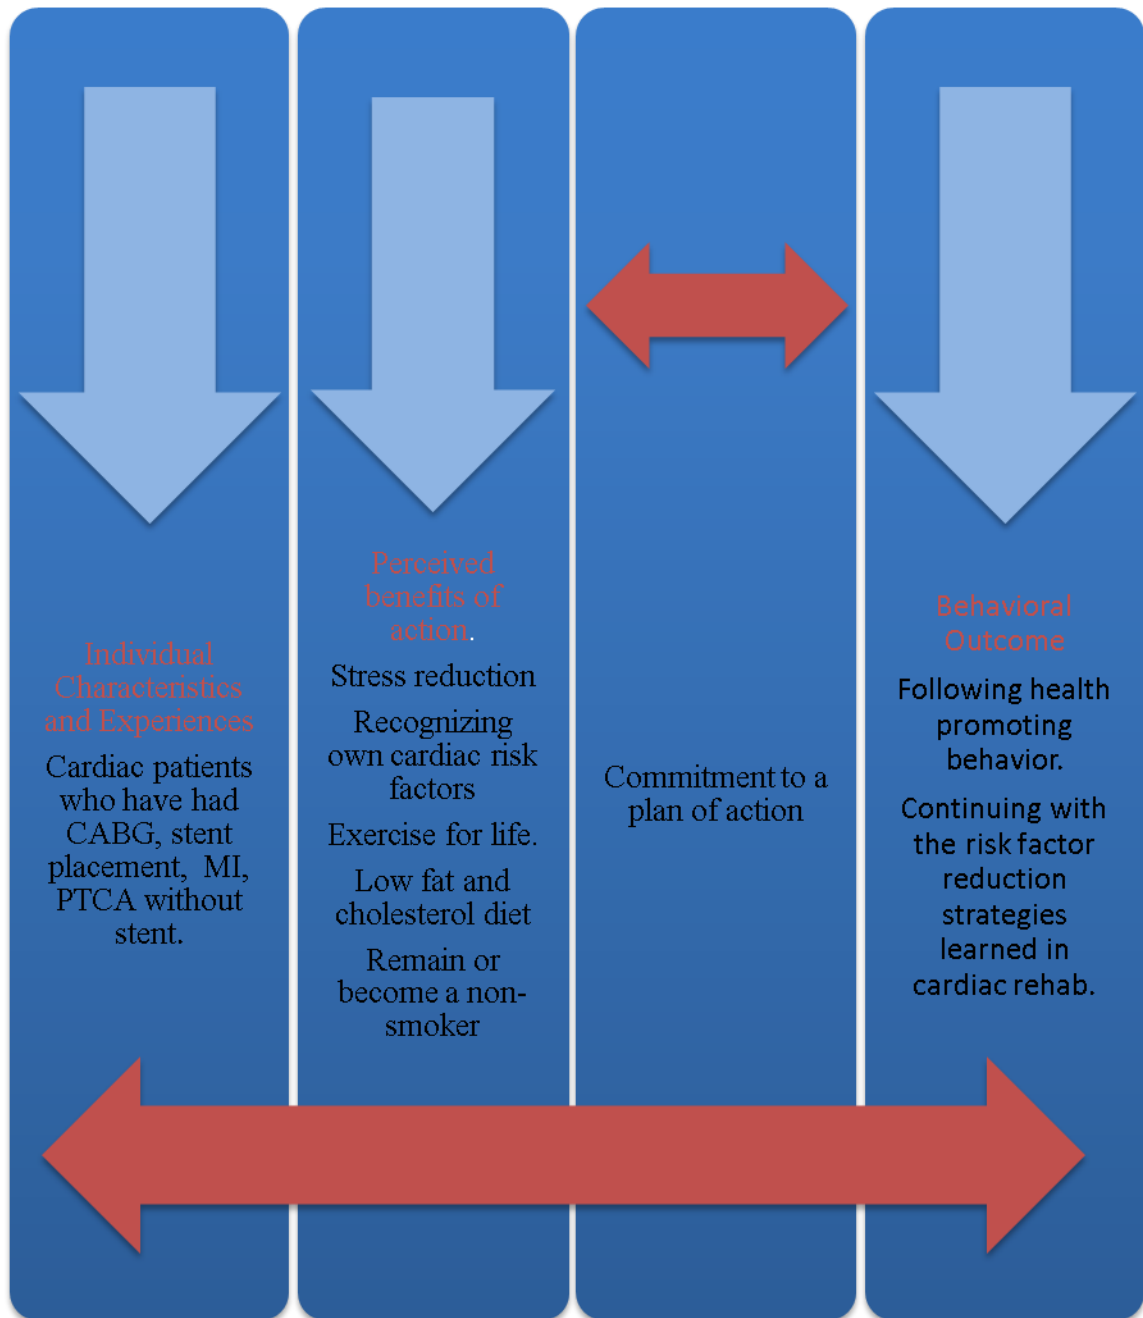 Individual
Characteristics
and Experiences
Cardiac patients
who have had
CABG, stent
placement, MI,
PTCA without
stent.
Perceived
benefits of
action.
Stress reduction
Recognizing
own cardiac risk
factors
Exercise for life.
Low fat and
cholesterol diet
Remain or
become a non-
smoker
Commitment to a
plan of action
Behavioral
Outcome
Following health
promoting
behavior.
Continuing with
the risk factor
reduction
strategies
learned in
cardiac rehab.